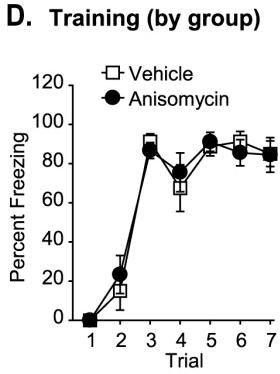 D. Training (by group)
Vehicle
Anisomycin
Percent Freezing
120
100
80
60
40
20
0
1 2 3 4 5 6 7
Trial